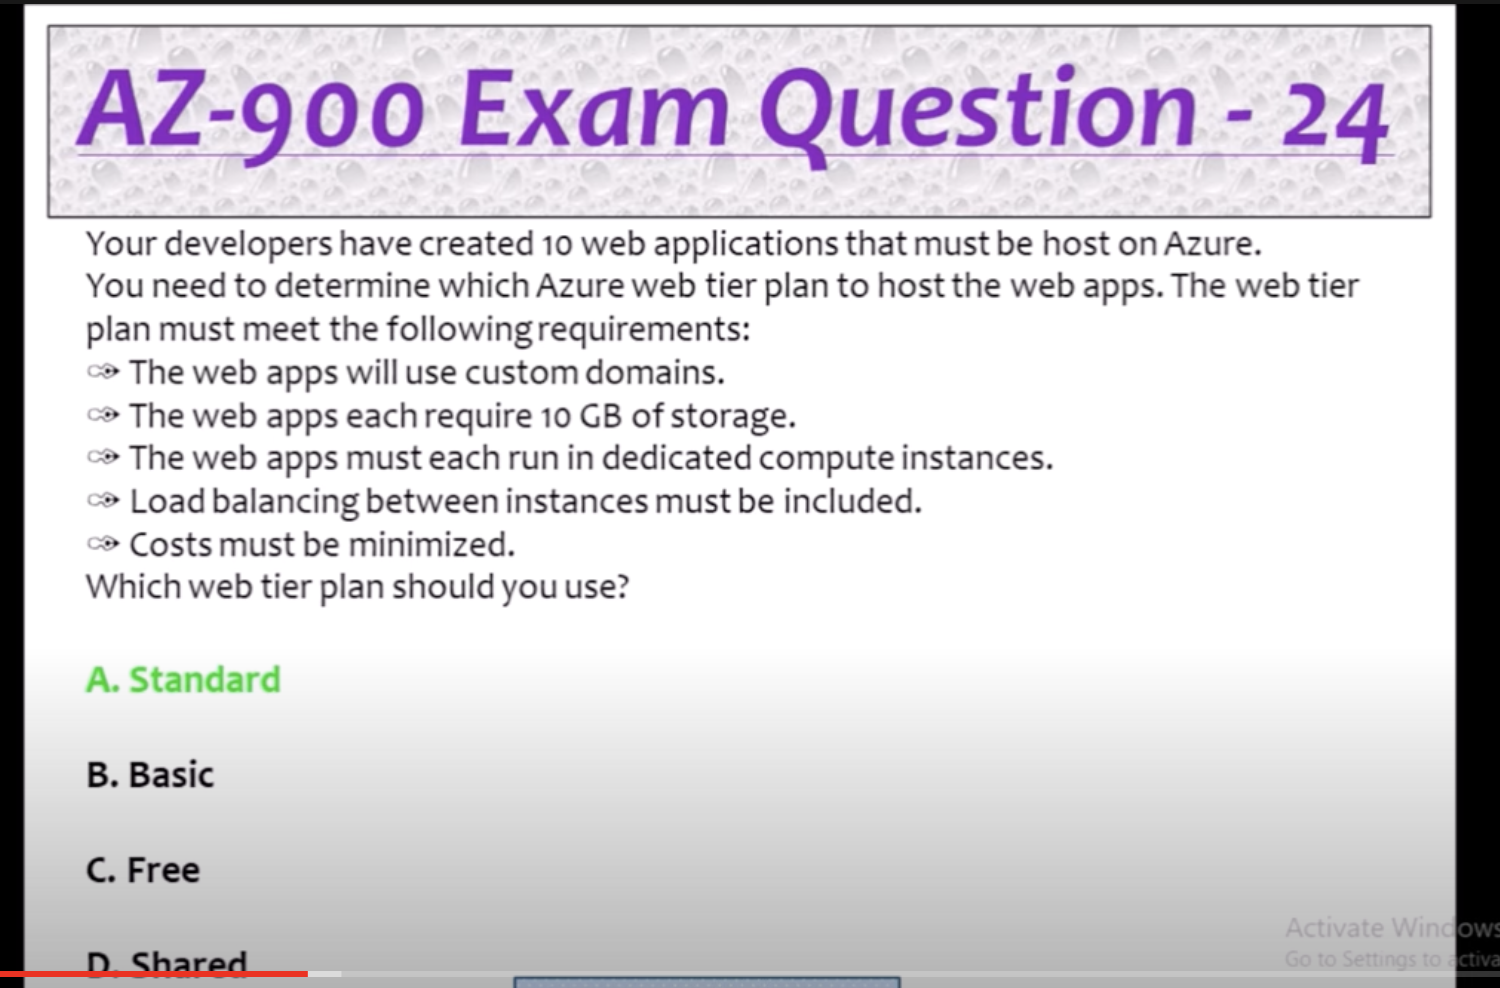 AZ-900 Exam Question - 24
Your developers have created 10 web applications that must be host on Azure.
You need to determine which Azure web tier plan to host the web apps. The web tier
plan must meet the following requirements:
The web apps will use custom domains.
The web apps each require 10 GB of storage.
The web apps must each run in dedicated compute instances.
Load balancing between instances must be included.
Costs must be minimized.
Which web tier plan should you use?
A. Standard
B. Basic
C. Free
D. Shared
Activate Windows
Go to Settings to activa